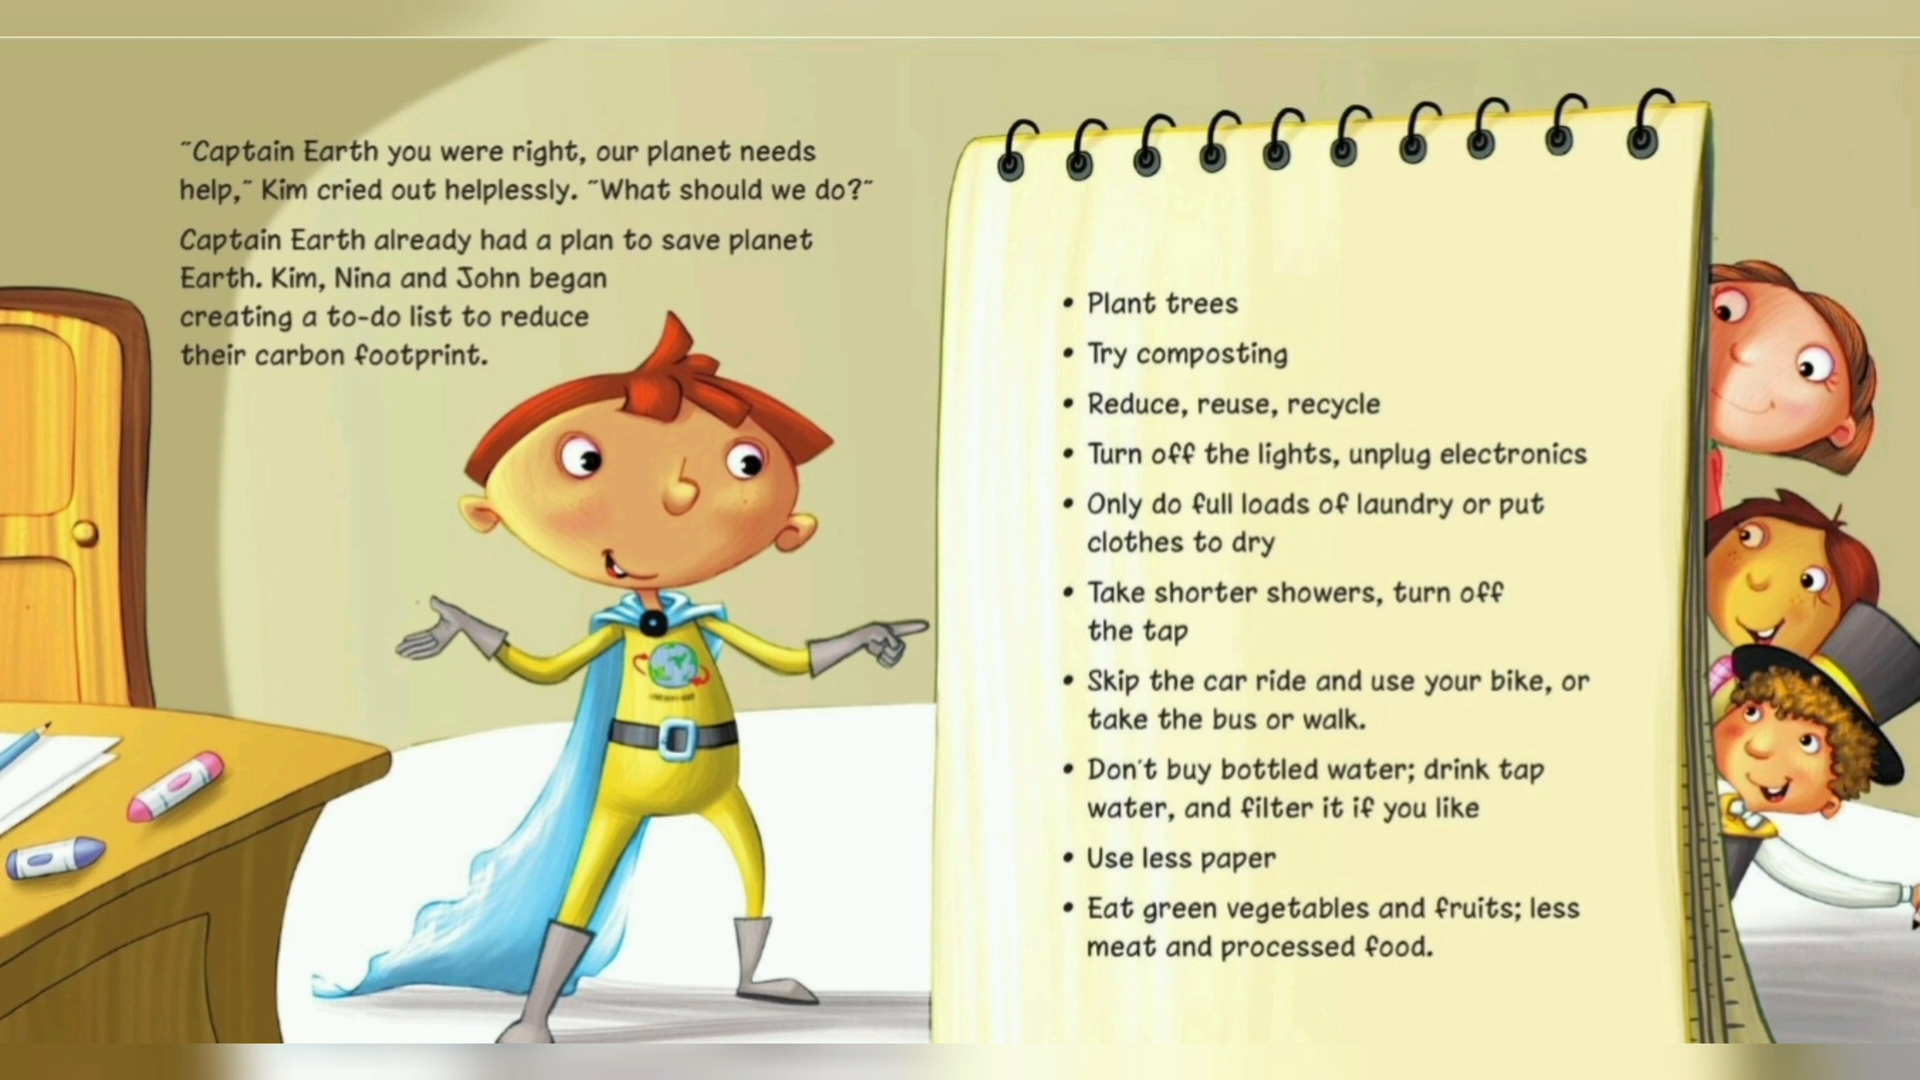 "Captain Earth you were right, our planet needs
help," Kim cried out helplessly. "What should we do?"
Captain Earth already had a plan to save planet
Earth. Kim, Nina and John began
creating a to-do list to reduce
their carbon footprint.
• Plant trees
• Try composting
• Reduce, reuse, recycle
• Turn off the lights, unplug electronics
• Only do full loads of laundry or put
clothes to dry
• Take shorter showers, turn off
the tap
• Skip the car ride and use your bike, or
take the bus or walk.
• Don't buy bottled water; drink tap
water, and filter it if you like
• Use less paper
• Eat green vegetables and fruits; less
meat and processed food.